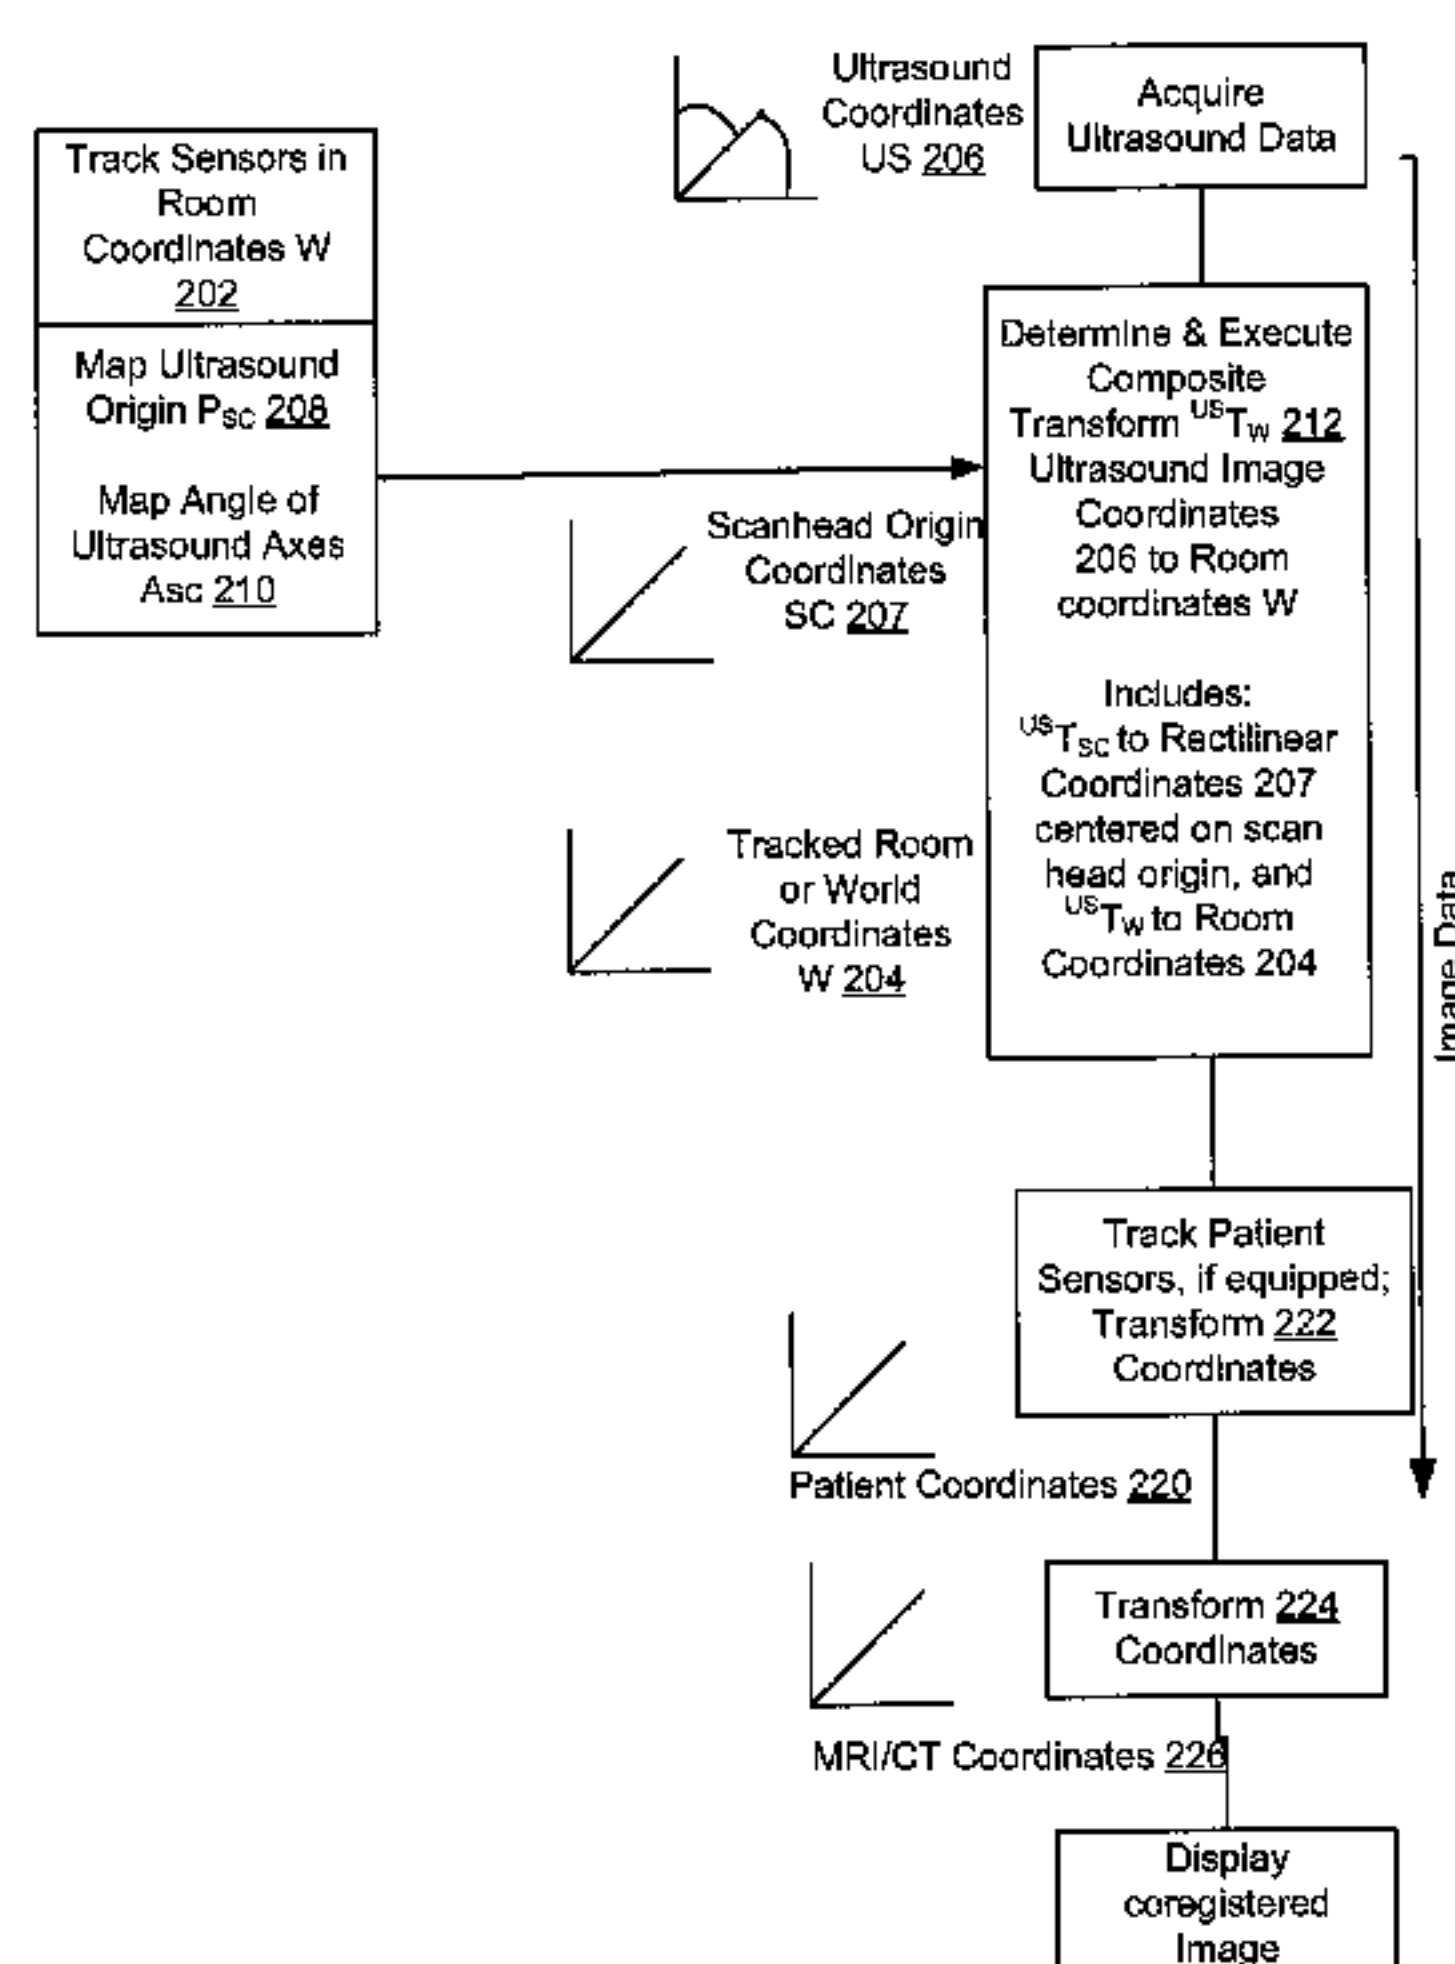 Ultrasound
Coordinates
US 206
Acquire
Ultrasound Data
Track Sensors in
Room
Coordinates W
202
Map Ultrasound
Origin PSC 208
Map Angle of
Ultrasound Axes
Asc 210
Determine & Execute
Composite
Transform USTW 212
Ultrasound Image
Coordinates
206 to Room
coordinates W
Includes:
USTSC to Rectilinear
Coordinates 207
centered on scan
head origin, and
USTW to Room
Coordinates 204
Scanhead Origin
Coordinates
SC 207
Tracked Room
or World
Coordinates
W 204
Image Data
Track Patient
Sensors, if equipped;
Transform 222
Coordinates
Patient Coordinates 220
Transform 224
Coordinates
MRI/CT Coordinates 226
Display
coregistered
Image